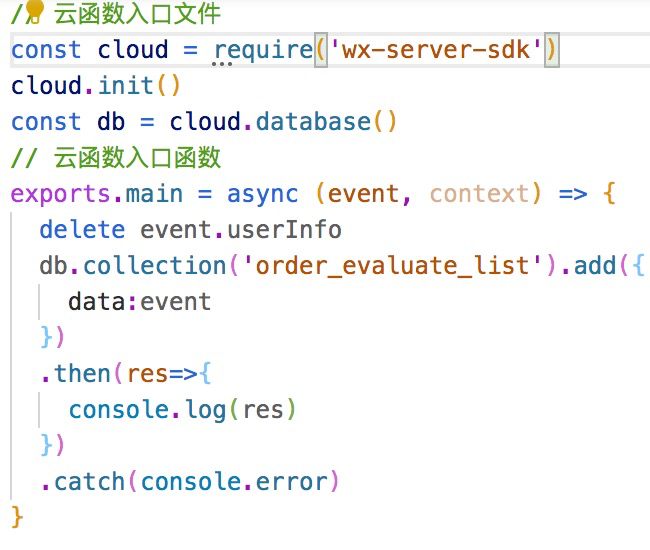 // 云函数入口文件
const cloud = require('wx-server-sdk')
cloud.init()
const db = cloud.database()
// 云函数入口函数
exports.main = async (event, context) => {
  delete event.userInfo
  db.collection('order_evaluate_list').add({
    data:event
  })
  .then(res=>{
    console.log(res)
  })
  .catch(console.error)
}